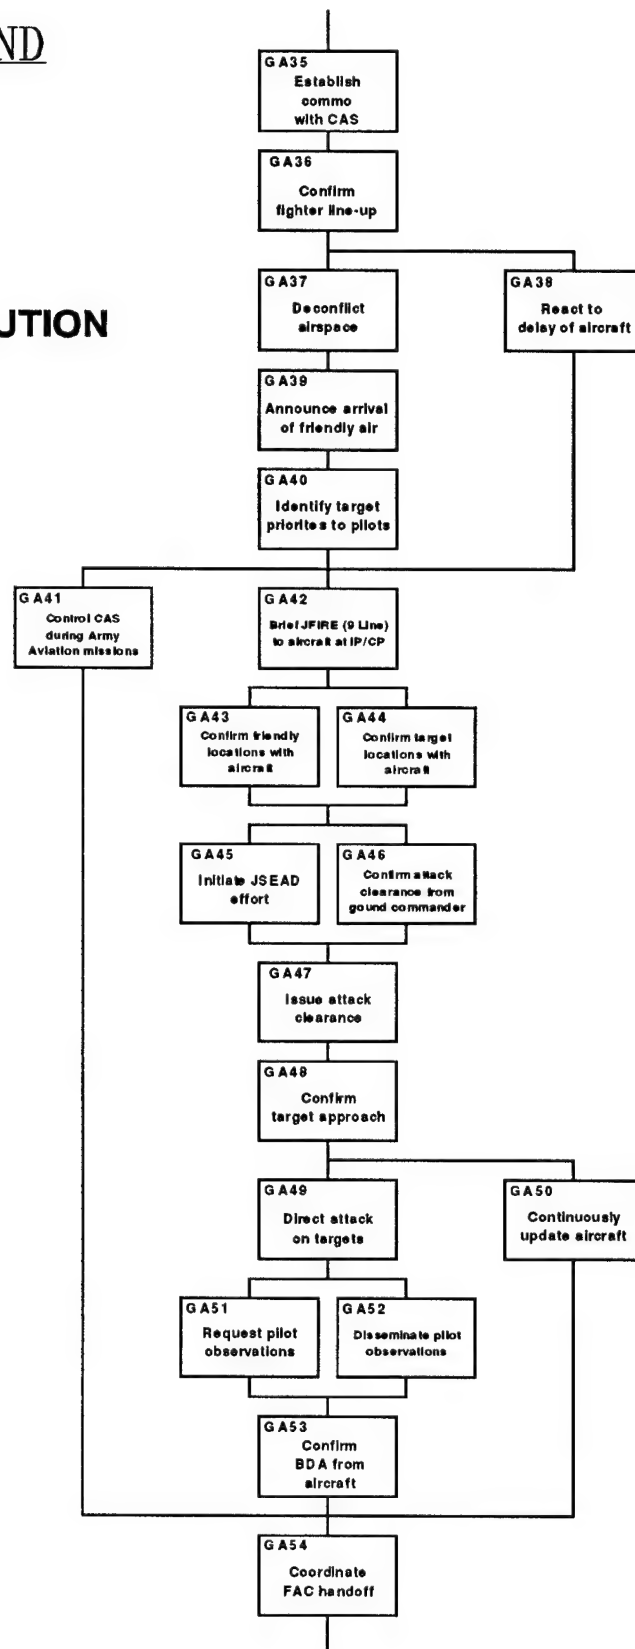 ND
GA35
Establish
commo
with CAS
GA36
Confirm
fighter line-up
UTION
GA37
Deconflict
airspace
GA38
React to
delay of aircraft
GA39
Announce arrival
of friendly air
GA40
Identify target
priorites to pilots
GA41
Control CAS
during Army
Aviation missions
GA42
Brief JFIRE (9 Line)
to aircraft at IP/CP
GA43
Confirm friendly
locations with
aircraft
GA44
Confirm target
locations with
aircraft
GA45
Initiate JSEAD
effort
GA46
Confirm attack
clearance from
gound commander
GA47
Issue attack
clearance
GA48
Confirm
target approach
GA49
Direct attack
on targets
GA50
Continuously
update aircraft
GA51
Request pilot
observations
GA52
Disseminate pilot
observations
GA53
Confirm
BDA from
aircraft
GA54
Coordinate
FAC handoff